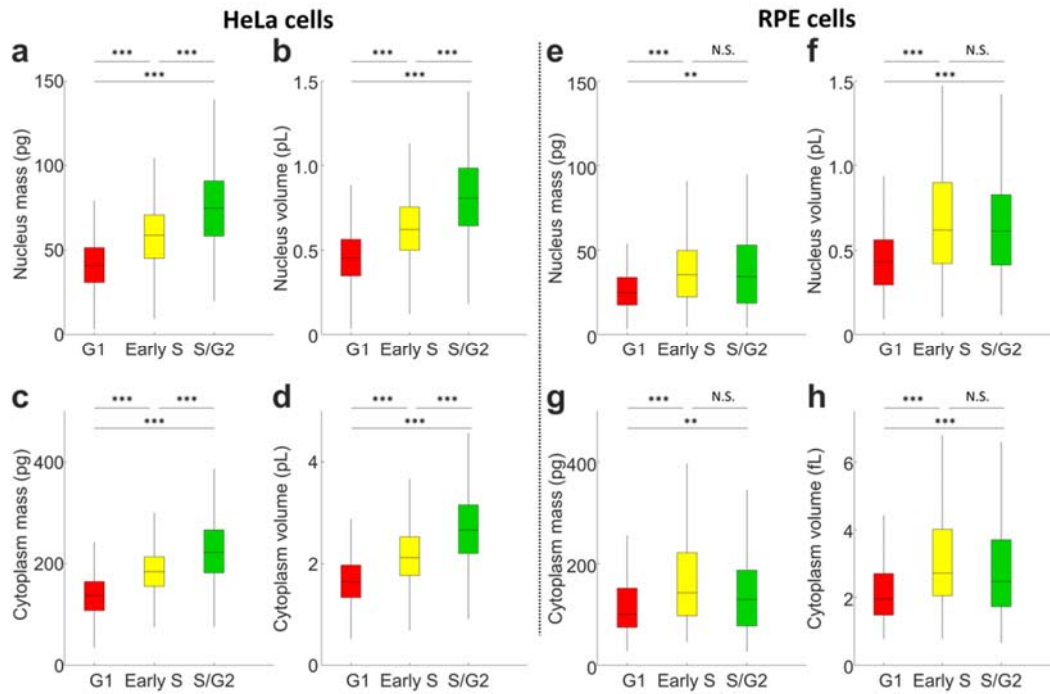 HeLa cells
RPE cells
a
*** ***
***
Nucleus mass (pg)
150
100
50
0
G1 Early S S/G2
b
*** ***
***
Nucleus volume (pL)
1.5
1.0
0.5
0
G1 Early S S/G2
e
*** N.S.
**
Nucleus mass (pg)
150
100
50
0
G1 Early S S/G2
f
*** N.S.
***
Nucleus volume (pL)
1.5
1.0
0.5
0
G1 Early S S/G2
c
*** ***
***
Cytoplasm mass (pg)
400
200
0
G1 Early S S/G2
d
*** ***
***
Cytoplasm volume (pL)
4
2
0
G1 Early S S/G2
g
*** N.S.
**
Cytoplasm mass (pg)
400
200
0
G1 Early S S/G2
h
*** N.S.
***
Cytoplasm volume (fL)
6
4
2
0
G1 Early S S/G2